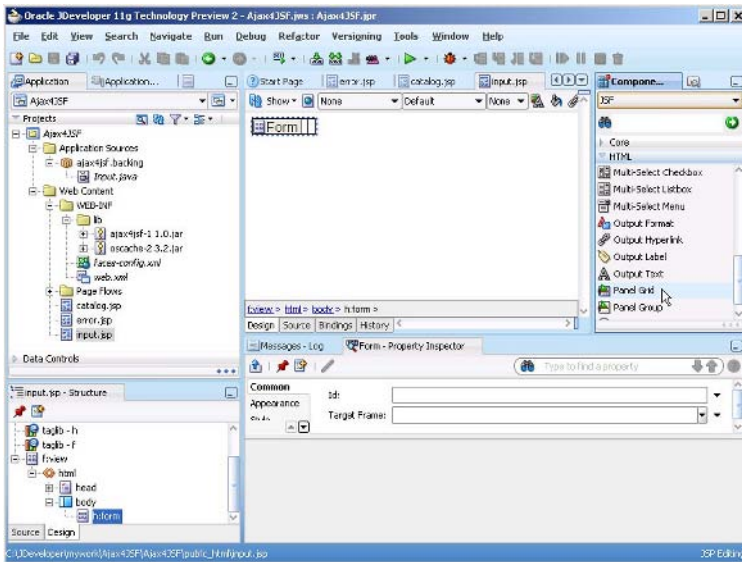 Oracle JDeveloper 11g Technology Preview 2 - Ajax4JSF.jws : Ajax4JSF.jpr
File Edit View Search Navigate Run Debug Refactor Versigning Tools Window Help
Application
Application...
Start Page
error.jsp
catalog.jsp
input.jsp
Compone...
Ajax4JSF
Show
None
Default
None
JSF
Projects
Ajax4JSF
Application Sources
ajax4jsf.backing
Input.java
Web Content
WEB-INF
lib
ajax4jsf-1 1.0.jar
oscache-2 3.2.jar
faces-config.xml
web.xml
Page Flows
catalog.jsp
error.jsp
input.jsp
Data Controls
Form
f:view > html > body > h:form >
Design Source Bindings History
Core
HTML
Multi-Select Checkbox
Multi-Select Listbox
Multi-Select Menu
Output Format
Output Hyperlink
Output Label
Output Text
Panel Grid
Panel Group
Messages - Log
Form - Property Inspector
Type to find a property
Common
Appearance
Id:
Target Frame:
input.jsp - Structure
taglib - h
taglib - f
f:view
html
head
body
h:form
Source Design
C:\JDeveloper\mywork\Ajax4JSF\Ajax4JSF\public_html\input.jsp
JSP Editing